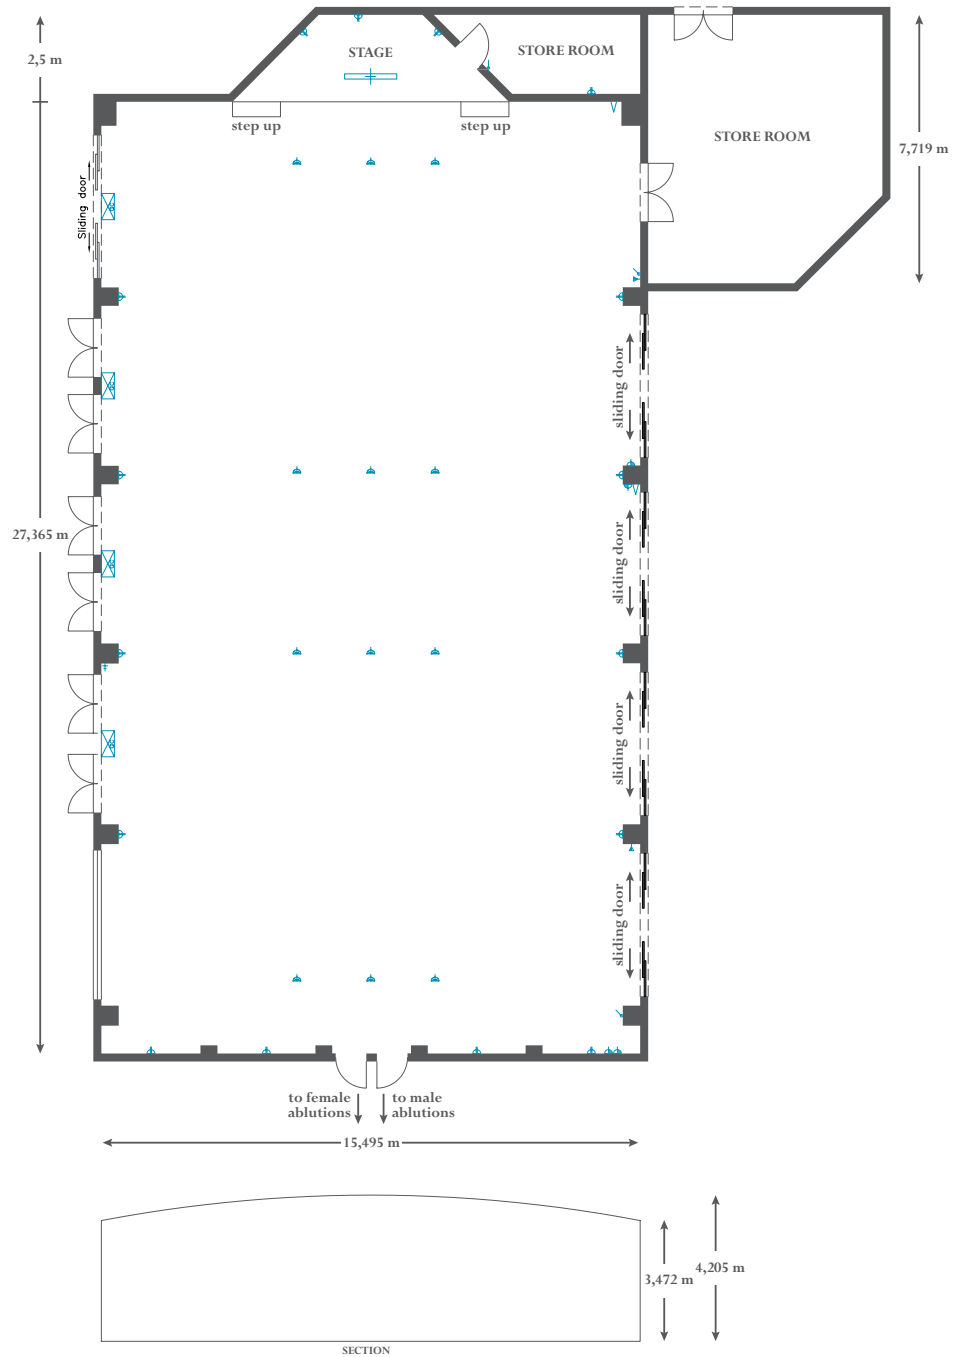 2,5 m
STAGE
STORE ROOM
step up
step up
STORE ROOM
7,719 m
Sliding door
sliding door
27,365 m
sliding door
sliding door
sliding door
to female
ablutions
to male
ablutions
15,495 m
3,472 m
4,205 m
SECTION